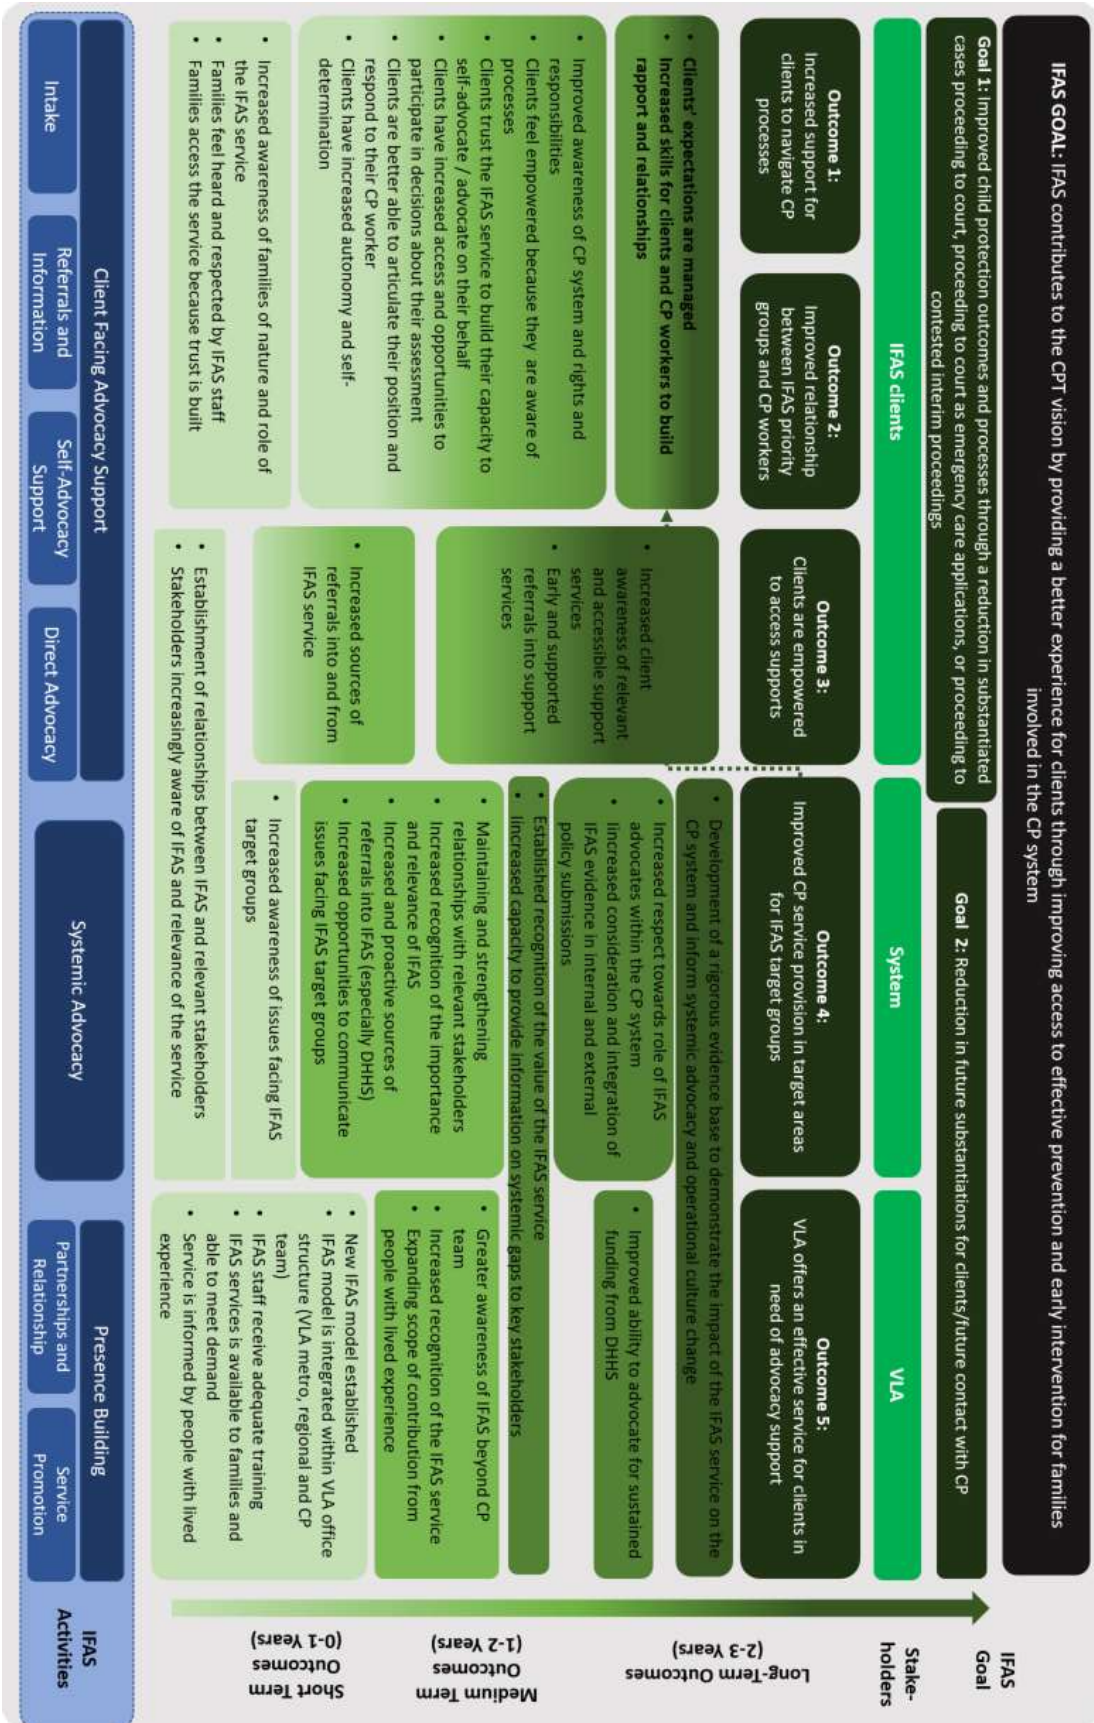 IFAS GOAL: IFAS contributes to the CPT vision by providing a better experience for clients through improving access to effective prevention and early intervention for families
involved in the CP system
IFAS
Goal
Goal 1: Improved child protection outcomes and processes through a reduction in substantiated
cases proceeding to court, proceeding to court as emergency care applications, or proceeding to
contested interim proceedings
Goal 2: Reduction in future substantiations for clients/future contact with CP
IFAS clients
System
VLA
Stake-
holders
Outcome 1:
Increased support for
clients to navigate CP
processes
Outcome 2:
Improved relationship
between IFAS priority
groups and CP workers
Outcome 3:
Clients are empowered
to access supports
Outcome 4:
Improved CP service provision in target areas
for IFAS target groups
Outcome 5:
VLA offers an effective service for clients in
need of advocacy support
Long-Term Outcomes
(2-3 Years)
• Clients' expectations are managed
• Increased skills for clients and CP workers to build
rapport and relationships
• Increased client
awareness of relevant
and accessible support
services
• Early and supported
referrals into support
services
• Development of a rigorous evidence base to demonstrate the impact of the IFAS service on the
CP system and inform systemic advocacy and operational culture change
• Increased respect towards role of IFAS
advocates within the CP system
• Iincreased consideration and integration of
IFAS evidence in internal and external
policy submissions
• Improved ability to advocate for sustained
funding from DHHS
• Established recognition of the value of the IFAS service
• Iincreased capacity to provide information on systemic gaps to key stakeholders
Medium Term
Outcomes
(1-2 Years)
• Improved awareness of CP system and rights and
responsibilities
• Clients feel empowered because they are aware of
processes
• Clients trust the IFAS service to build their capacity to
self-advocate / advocate on their behalf
• Clients have increased access and opportunities to
participate in decisions about their assessment
• Clients are better able to articulate their position and
respond to their CP worker
• Clients have increased autonomy and self-
determination
• Increased sources of
referrals into and from
IFAS service
• Maintaining and strengthening
relationships with relevant stakeholders
• Increased recognition of the importance
and relevance of IFAS
• Increased and proactive sources of
referrals into IFAS (especially DHHS)
• Increased opportunities to communicate
issues facing IFAS target groups
• Greater awareness of IFAS beyond CP
team
• Increased recognition of the IFAS service
• Expanding scope of contribution from
people with lived experience
Short Term
Outcomes
(0-1 Years)
• Increased awareness of families of nature and role of
the IFAS service
• Families feel heard and respected by IFAS staff
• Families access the service because trust is built
• Increased awareness of issues facing IFAS
target groups
• Establishment of relationships between IFAS and relevant stakeholders
• Stakeholders increasingly aware of IFAS and relevance of the service
• New IFAS model established
• IFAS model is integrated within VLA office
structure (VLA metro, regional and CP
team)
• IFAS staff receive adequate training
• IFAS services is available to families and
able to meet demand
• Service is informed by people with lived
experience
IFAS
Activities
Client Facing Advocacy Support
Intake
Referrals and
Information
Self-Advocacy
Support
Direct Advocacy
Systemic Advocacy
Presence Building
Partnerships and
Relationship
Service
Promotion